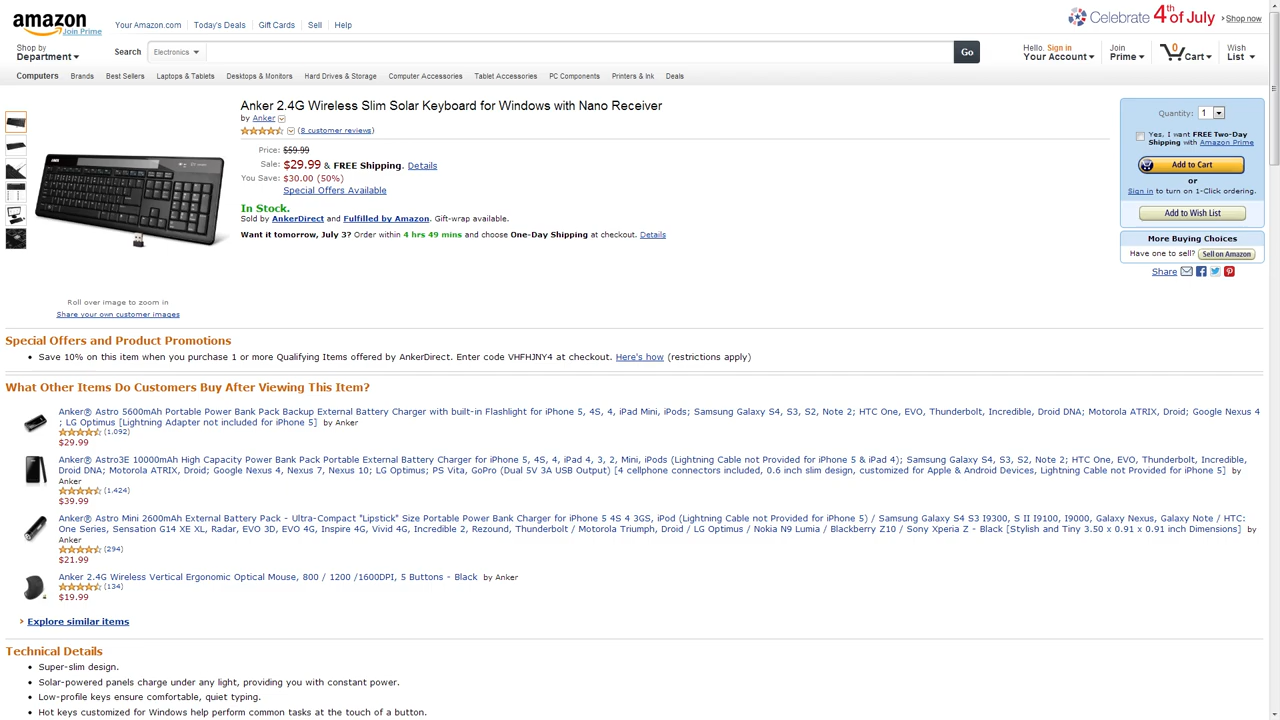 amazon
Join Prime
Your Amazon.com Today's Deals Gift Cards Sell Help
Celebrate 4th of July Shop now
Shop by
Department
Search Electronics Go
Hello. Sign in
Your Account
Join
Prime
0
Cart
Wish
List
Computers Brands Best Sellers Laptops & Tablets Desktops & Monitors Hard Drives & Storage Computer Accessories Tablet Accessories PC Components Printers & Ink Deals
Anker 2.4G Wireless Slim Solar Keyboard for Windows with Nano Receiver
by Anker
(8 customer reviews)
Price: $59.99
Sale: $29.99 & FREE Shipping. Details
You Save: $30.00 (50%)
Special Offers Available
In Stock.
Sold by AnkerDirect and Fulfilled by Amazon. Gift-wrap available.
Want it tomorrow, July 3? Order within 4 hrs 49 mins and choose One-Day Shipping at checkout. Details
Roll over image to zoom in
Share your own customer images
Quantity: 1
Yes, I want FREE Two-Day
Shipping with Amazon Prime
Add to Cart
or
Sign in to turn on 1-Click ordering.
Add to Wish List
More Buying Choices
Have one to sell? Sell on Amazon
Share
Special Offers and Product Promotions
Save 10% on this item when you purchase 1 or more Qualifying Items offered by AnkerDirect. Enter code VHFHJNY4 at checkout. Here's how (restrictions apply)
What Other Items Do Customers Buy After Viewing This Item?
Anker® Astro 5600mAh Portable Power Bank Pack Backup External Battery Charger with built-in Flashlight for iPhone 5, 4S, 4, iPad Mini, iPods; Samsung Galaxy S4, S3, S2, Note 2; HTC One, EVO, Thunderbolt, Incredible, Droid DNA; Motorola ATRIX, Droid; Google Nexus 4
; LG Optimus [Lightning Adapter not included for iPhone 5] by Anker
(1,092)
$29.99
Anker® Astro3E 10000mAh High Capacity Power Bank Pack Portable External Battery Charger for iPhone 5, 4S, 4, iPad 4, 3, 2, Mini, iPods (Lightning Cable not Provided for iPhone 5 & iPad 4); Samsung Galaxy S4, S3, S2, Note 2; HTC One, EVO, Thunderbolt, Incredible,
Droid DNA; Motorola ATRIX, Droid; Google Nexus 4, Nexus 7, Nexus 10; LG Optimus; PS Vita, GoPro (Dual 5V 3A USB Output) [4 cellphone connectors included, 0.6 inch slim design, customized for Apple & Android Devices, Lightning Cable not Provided for iPhone 5] by
Anker
(1,424)
$39.99
Anker® Astro Mini 2600mAh External Battery Pack - Ultra-Compact "Lipstick" Size Portable Power Bank Charger for iPhone 5 4S 4 3GS, iPod (Lightning Cable not Provided for iPhone 5) / Samsung Galaxy S4 S3 I9300, S II I9100, I9000, Galaxy Nexus, Galaxy Note / HTC:
One Series, Sensation G14 XE XL, Radar, EVO 3D, EVO 4G, Inspire 4G, Vivid 4G, Incredible 2, Rezound, Thunderbolt / Motorola Triumph, Droid / LG Optimus / Nokia N9 Lumia / Blackberry Z10 / Sony Xperia Z - Black [Stylish and Tiny 3.50 x 0.91 x 0.91 inch Dimensions] by
Anker
(294)
$21.99
Anker 2.4G Wireless Vertical Ergonomic Optical Mouse, 800 / 1200 /1600DPI, 5 Buttons - Black by Anker
(134)
$19.99
Explore similar items
Technical Details
Super-slim design.
Solar-powered panels charge under any light, providing you with constant power.
Low-profile keys ensure comfortable, quiet typing.
Hot keys customized for Windows help perform common tasks at the touch of a button.